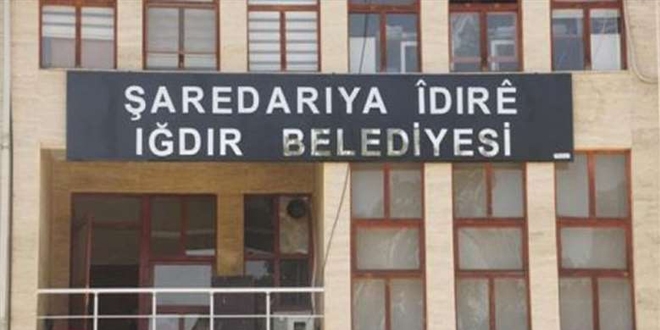 ŞAREDARIYA ÎDIRÊ
IĞDIR BELEDİYESİ